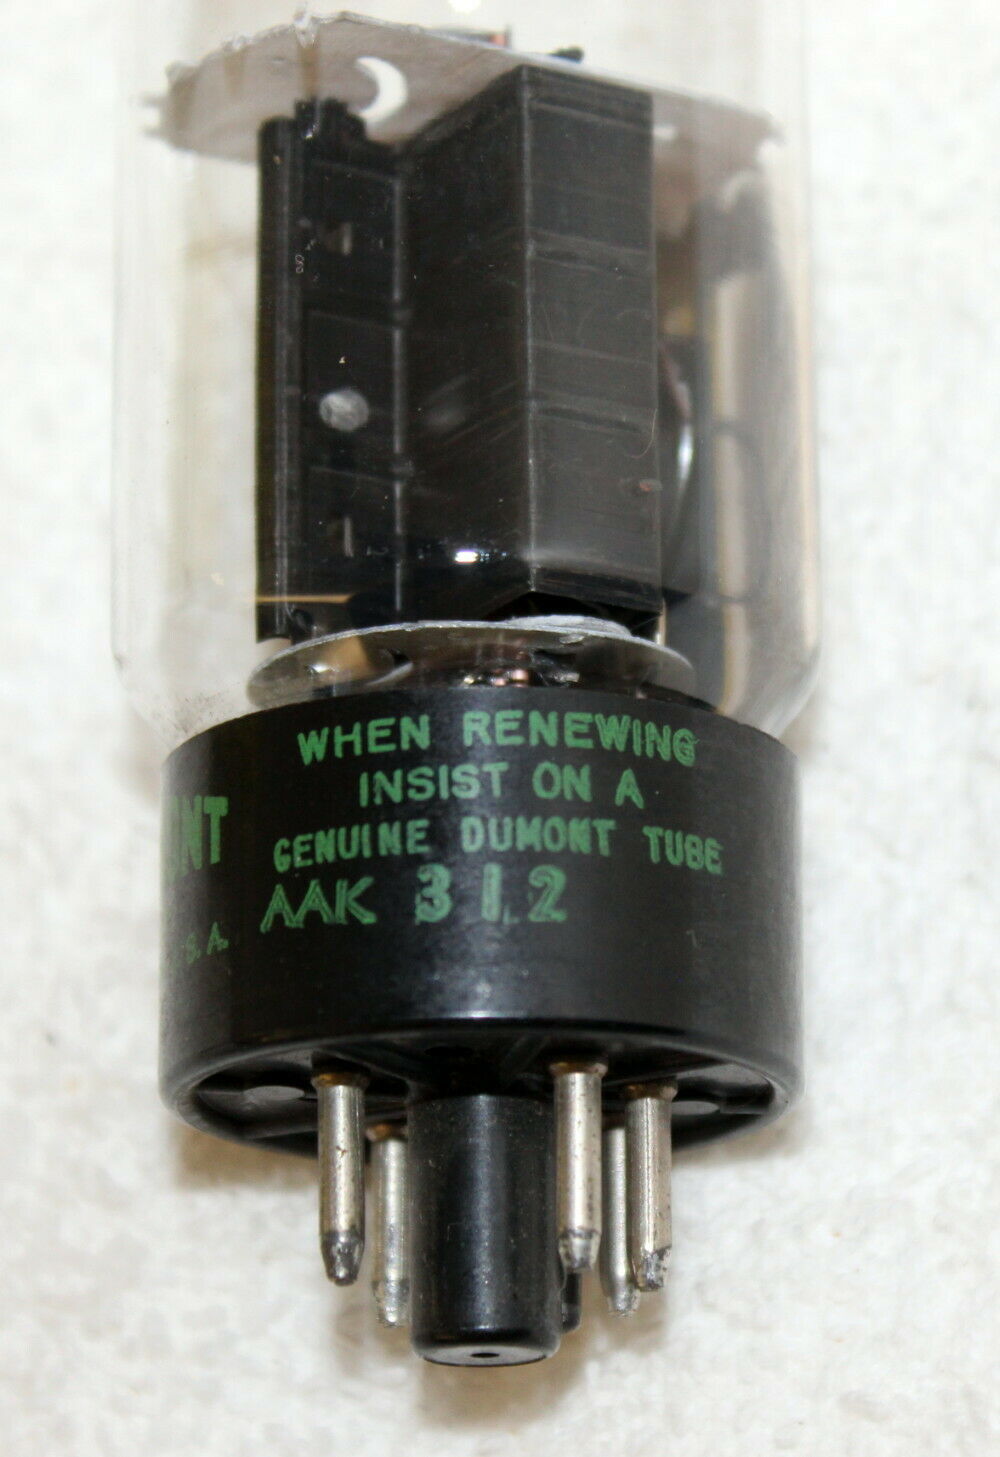 WHEN RENEWING
INSIST ON A
GENUINE DUMONT TUBE
AAK 312
S. A.